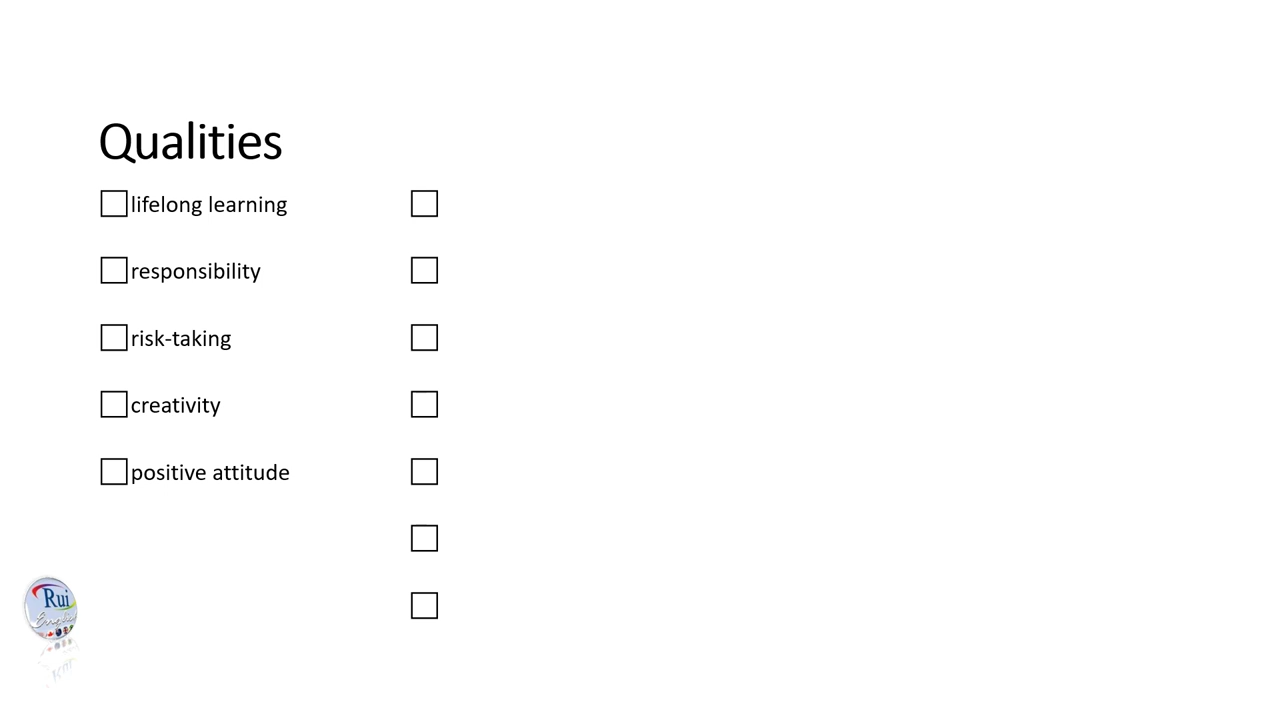 Qualities
lifelong learning
responsibility
risk-taking
creativity
positive attitude
Rui